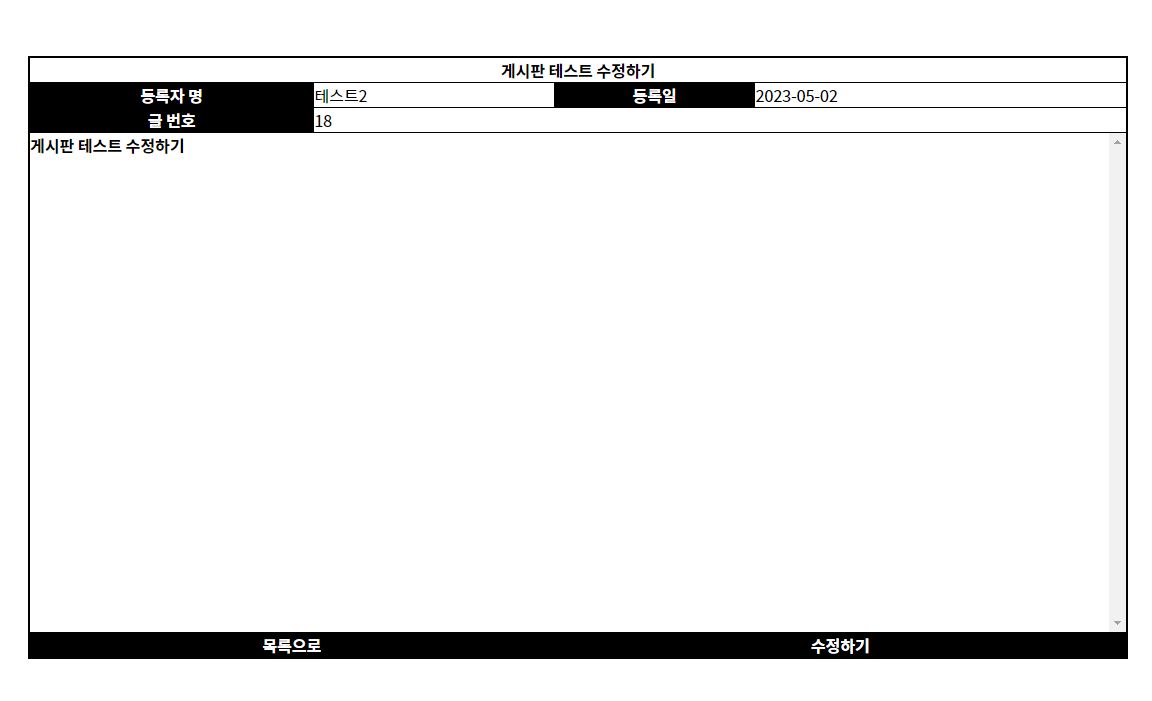 게시판 테스트 수정하기
등록자 명 테스트2 등록일 2023-05-02
글 번호 18
게시판 테스트 수정하기
목록으로 수정하기